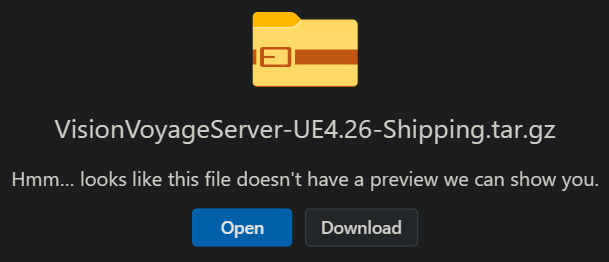 VisionVoyageServer-UE4.26-Shipping.tar.gz
Hmm... looks like this file doesn't have a preview we can show you.
Open
Download